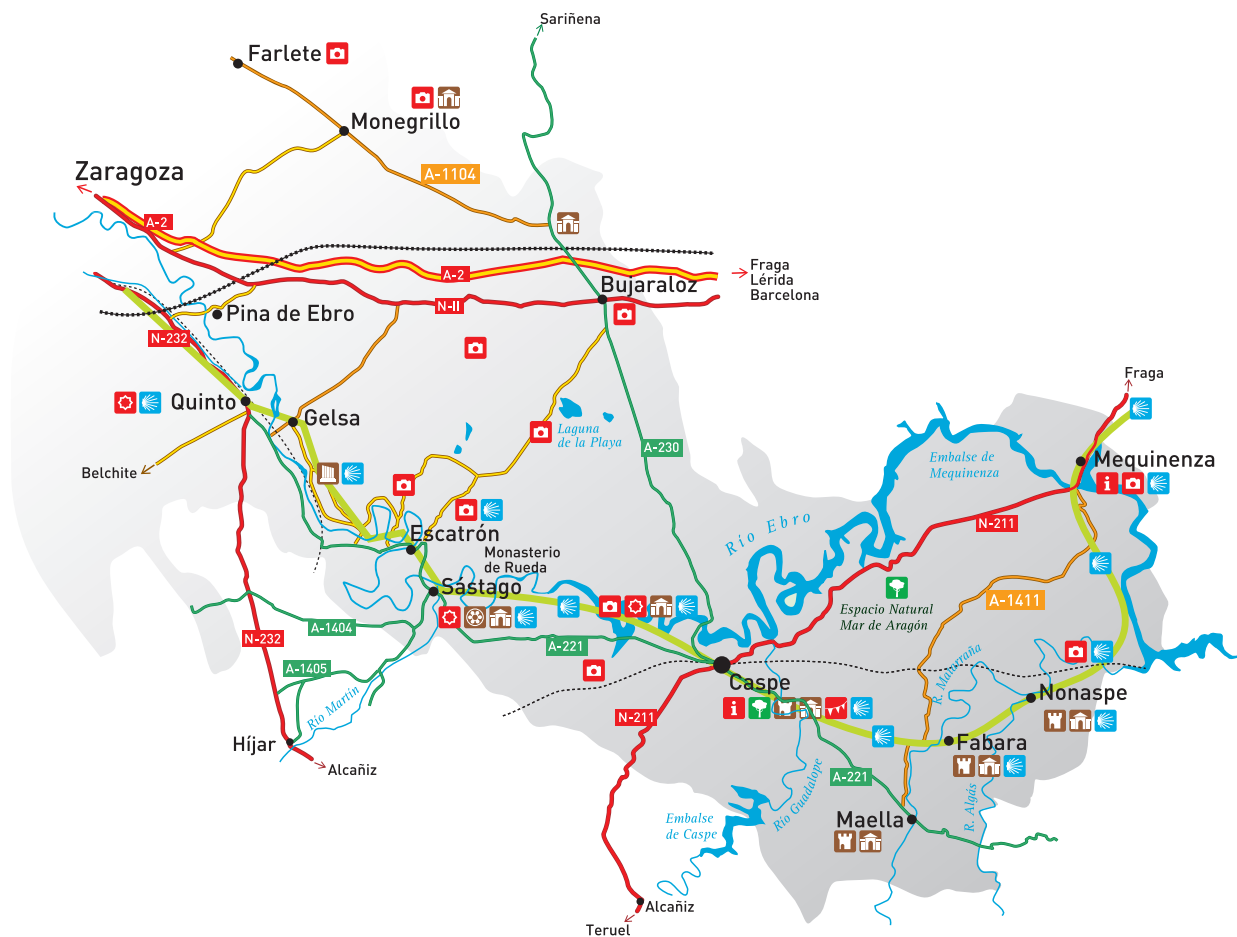 Sariñena
Farlete
Monegrillo
Zaragoza
A-1104
A-2
A-2
Fraga
Lérida
Barcelona
Bujaraloz
N-II
Pina de Ebro
N-232
Fraga
Quinto
Gelsa
Laguna
de la Playa
A-230
Embalse de
Mequinenza
Mequinenza
Belchite
Río Ebro
N-211
Escatrón
Monasterio
de Rueda
Sástago
Espacio Natural
Mar de Aragón
A-1411
A-1404
N-232
A-221
A-1405
R. Matarraña
Caspe
Nonaspe
Río Martín
N-211
Híjar
Fabara
Alcañiz
A-221
Río Guadalope
R. Algás
Embalse
de Caspe
Maella
Alcañiz
Teruel